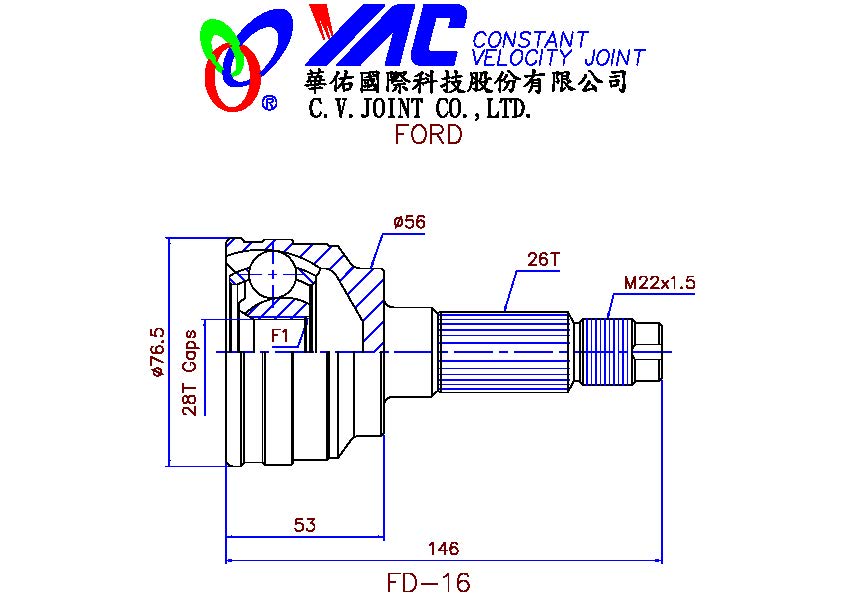 YAC CONSTANT
VELOCITY JOINT
®
華佑國際科技股份有限公司
C.V.JOINT CO.,LTD.
FORD
ø56
26T
M22x1.5
ø76.5
28T Gaps
F1
53
146
FD-16